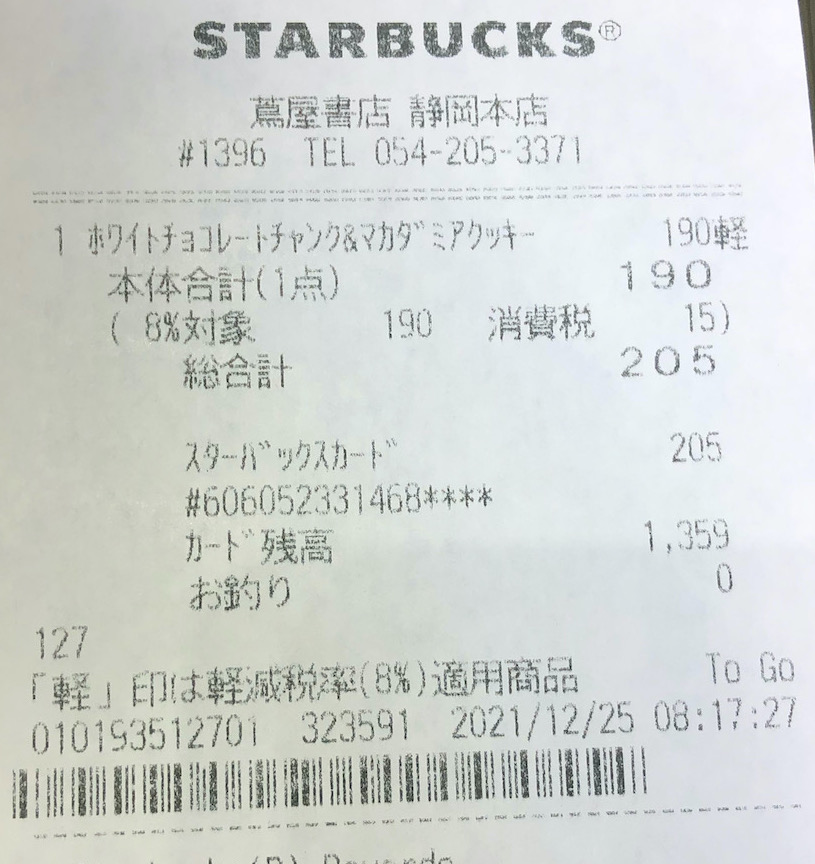 STARBUCKS®
蔦屋書店 静岡本店
#1396 TEL 054-205-3371
1 ﾎﾜｲﾄﾁｮｺﾚｰﾄﾁｬﾝｸ&ﾏｶﾀﾞﾐｱｸｯｷｰ 190軽
本体合計(1点) 190
( 8%対象 190 消費税 15)
総合計 205
ｽﾀｰﾊﾞｯｸｽｶｰﾄﾞ 205
#606052331468****
ｶｰﾄﾞ残高 1,359
お釣り 0
127
「軽」印は軽減税率(8%)適用商品 To Go
010193512701 323591 2021/12/25 08:17:27
(R) Rewards